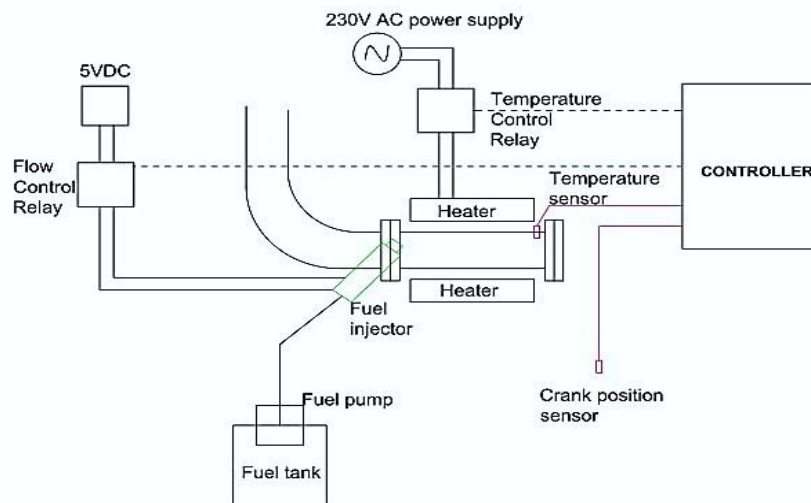 230V AC power supply
5VDC
Temperature
Control
Relay
Flow
Control
Relay
CONTROLLER
Temperature
sensor
Heater
Heater
Fuel
injector
Crank position
sensor
Fuel pump
Fuel tank